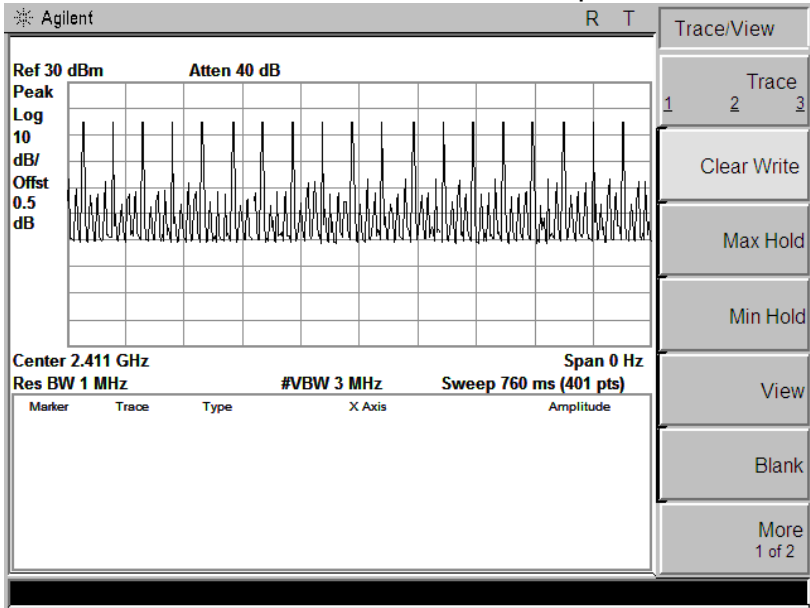 Agilent R T
Trace/View
Ref 30 dBm Atten 40 dB
Peak
Log
10
dB/
Offst
0.5
dB
Center 2.411 GHz Span 0 Hz
Res BW 1 MHz #VBW 3 MHz Sweep 760 ms (401 pts)
Marker Trace Type X Axis Amplitude
Trace
1 2 3
Clear Write
Max Hold
Min Hold
View
Blank
More
1 of 2